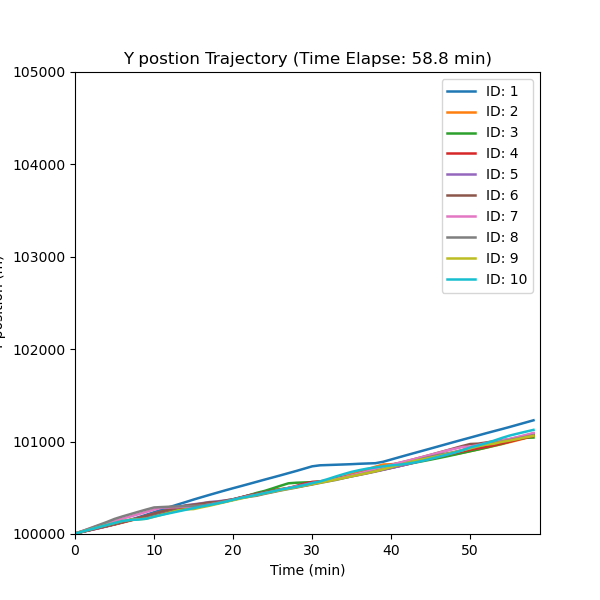 Y postion Trajectory (Time Elapse: 58.8 min)
105000
104000
103000
102000
101000
100000
0 10 20 30 40 50
Time (min)
ID: 1
ID: 2
ID: 3
ID: 4
ID: 5
ID: 6
ID: 7
ID: 8
ID: 9
ID: 10